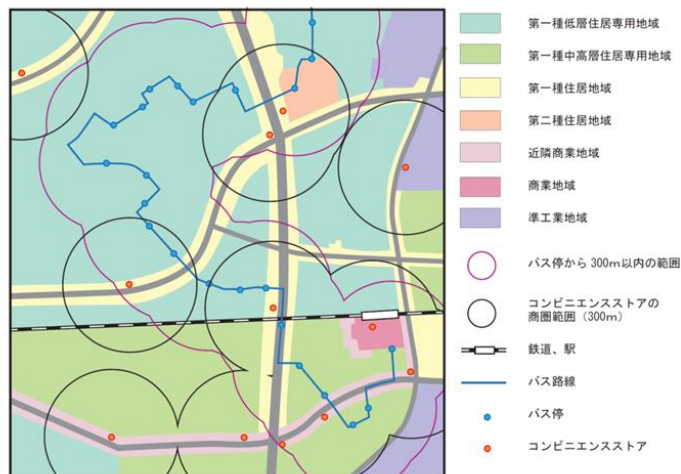 第一種低層住居専用地域
第一種中高層住居専用地域
第一種住居地域
第二種住居地域
近隣商業地域
商業地域
準工業地域
バス停から300m以内の範囲
コンビニエンスストアの
商圏範囲(300m)
鉄道、駅
バス路線
バス停
コンビニエンスストア